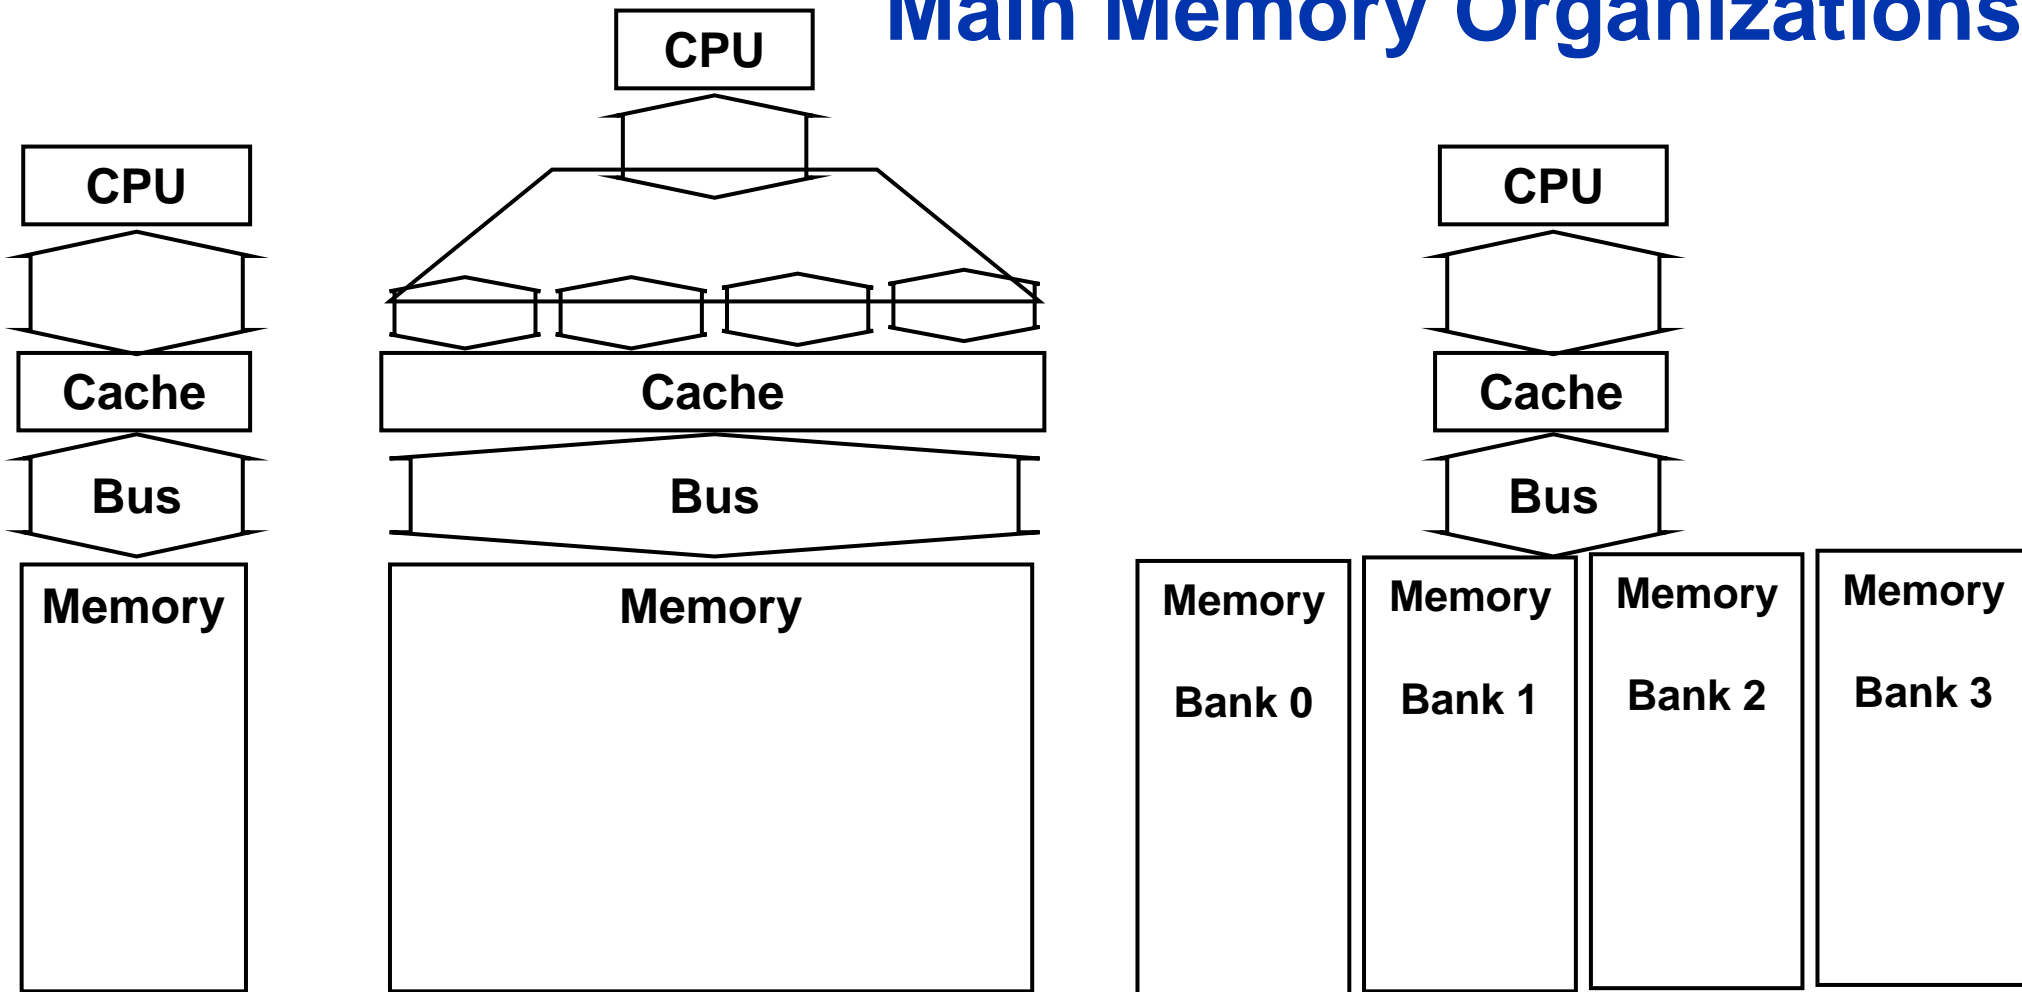 Main Memory Organizations
CPU
CPU
CPU
Cache
Cache
Cache
Bus
Bus
Bus
Memory
Memory
Memory
Bank 0
Memory
Bank 1
Memory
Bank 2
Memory
Bank 3